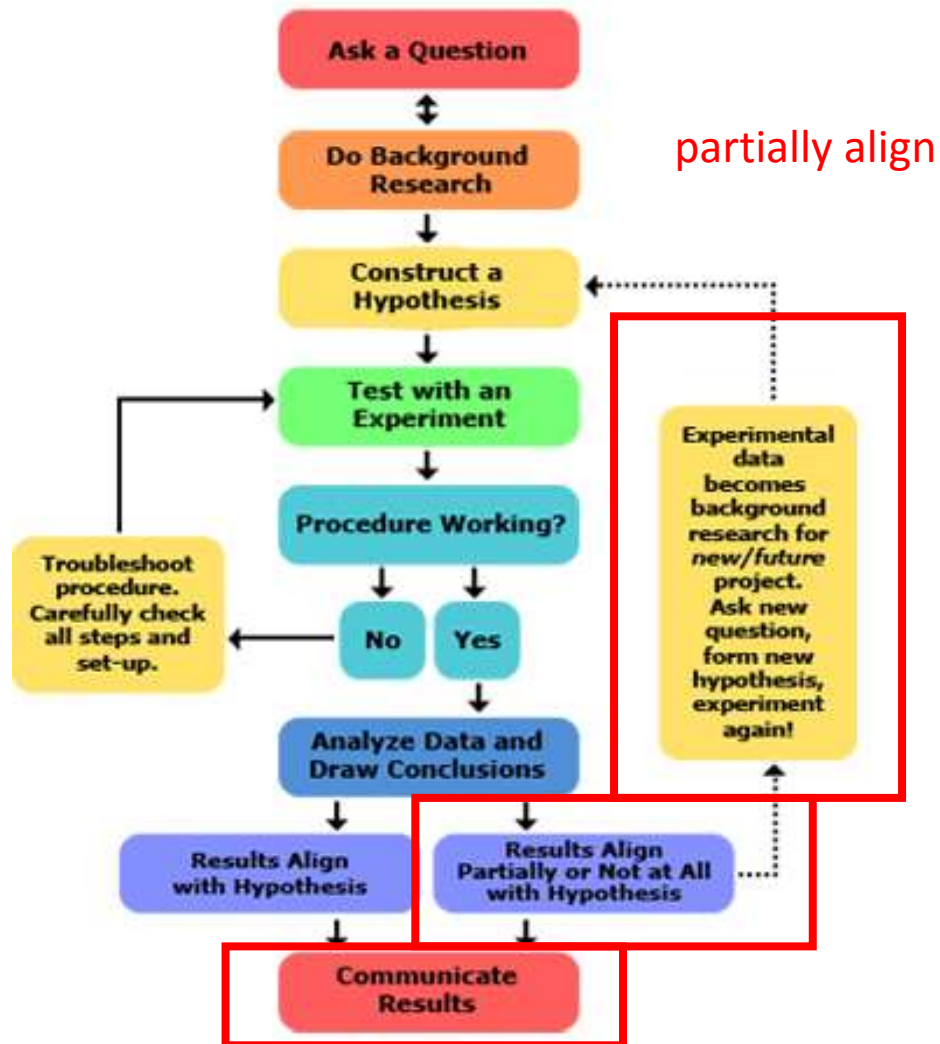 Ask a Question
Do Background
Research
partially align
Construct a
Hypothesis
Test with an
Experiment
Experimental
data
becomes
background
research for
new/future
project.
Ask new
question,
form new
hypothesis,
experiment
again!
Procedure Working?
Troubleshoot
procedure.
Carefully check
all steps and
set-up.
No
Yes
Analyze Data and
Draw Conclusions
Results Align
with Hypothesis
Results Align
Partially or Not at All
with Hypothesis
Communicate
Results